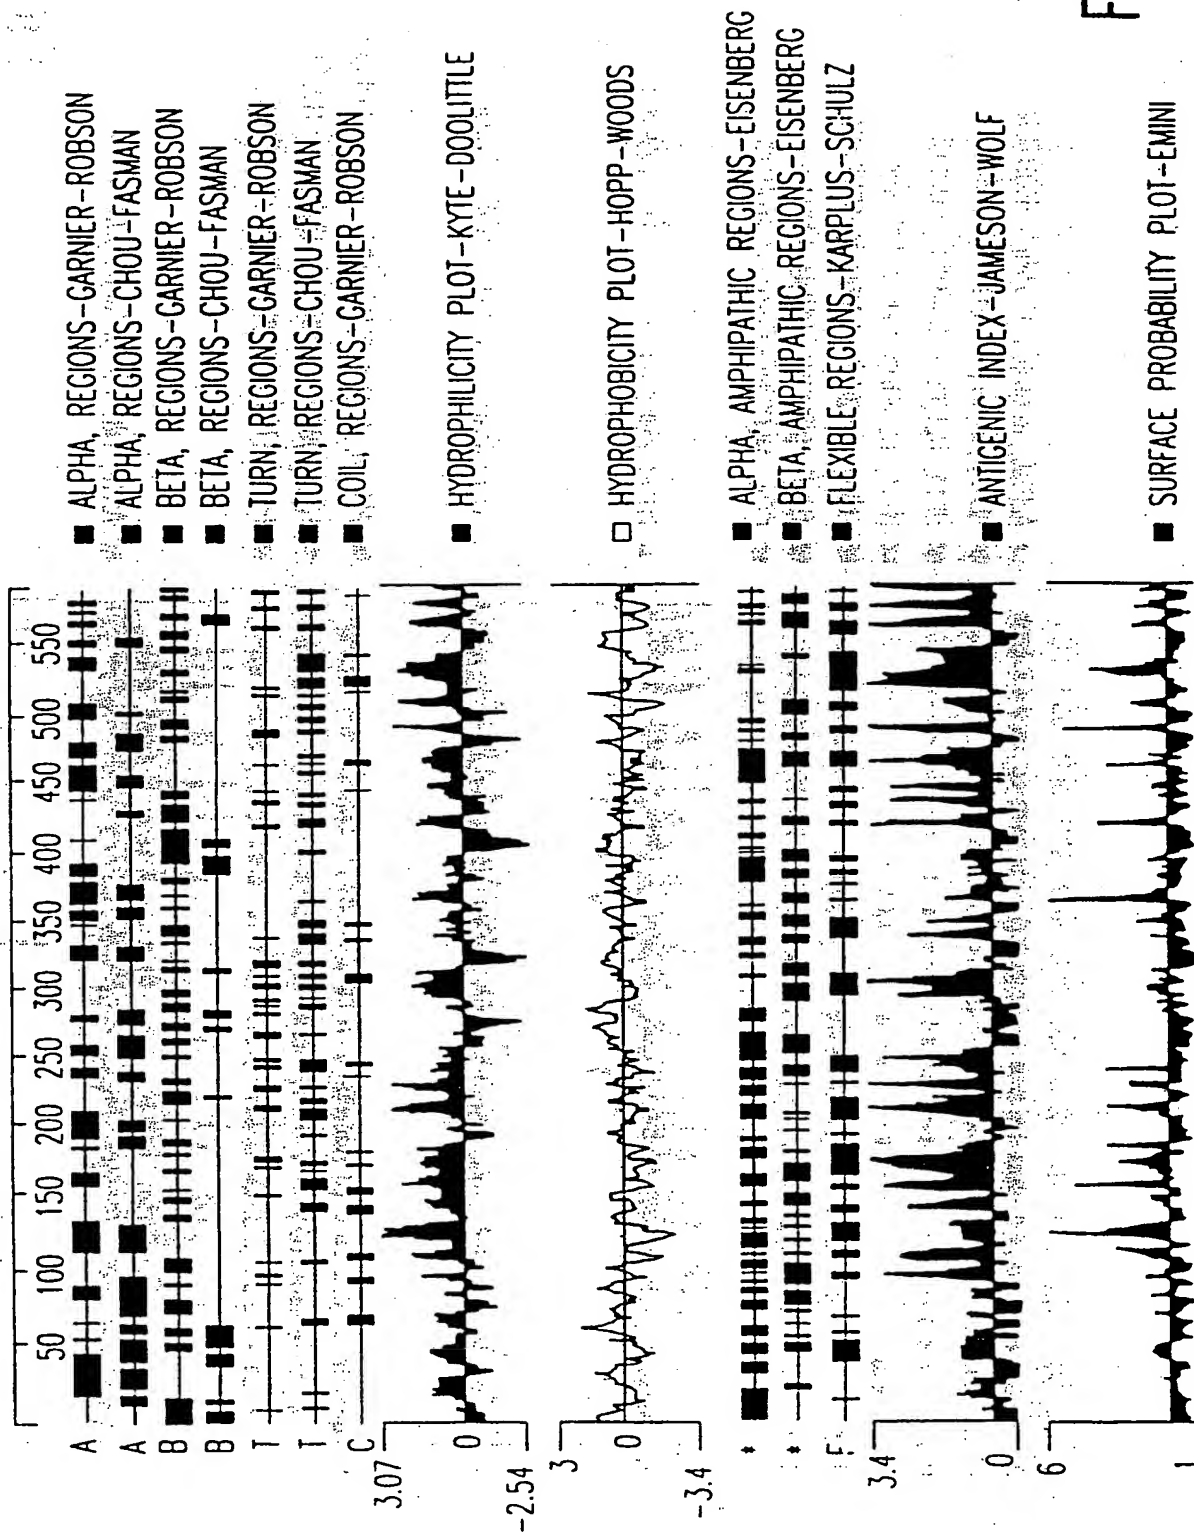 50 100 150 200 250 300 350 400 450 500 550
A ALPHA, REGIONS-GARNIER-ROBSON
A ALPHA, REGIONS-CHOU-FASMAN
B BETA, REGIONS-GARNIER-ROBSON
B BETA, REGIONS-CHOU-FASMAN
T TURN, REGIONS-GARNIER-ROBSON
T TURN, REGIONS-CHOU-FASMAN
C COIL, REGIONS-GARNIER-ROBSON
3.07
0 HYDROPHILICITY PLOT-KYTE-DOOLITTLE
-2.54
3
0 HYDROPHOBICITY PLOT-HOPP-WOODS
-3.4
* ALPHA, AMPHIPATHIC REGIONS-EISENBERG
* BETA, AMPHIPATHIC REGIONS-EISENBERG
F FLEXIBLE REGIONS-KARPLUS-SCHULZ
3.4
0 ANTIGENIC INDEX-JAMESON-WOLF
6
1 SURFACE PROBABILITY PLOT-EMINI
F